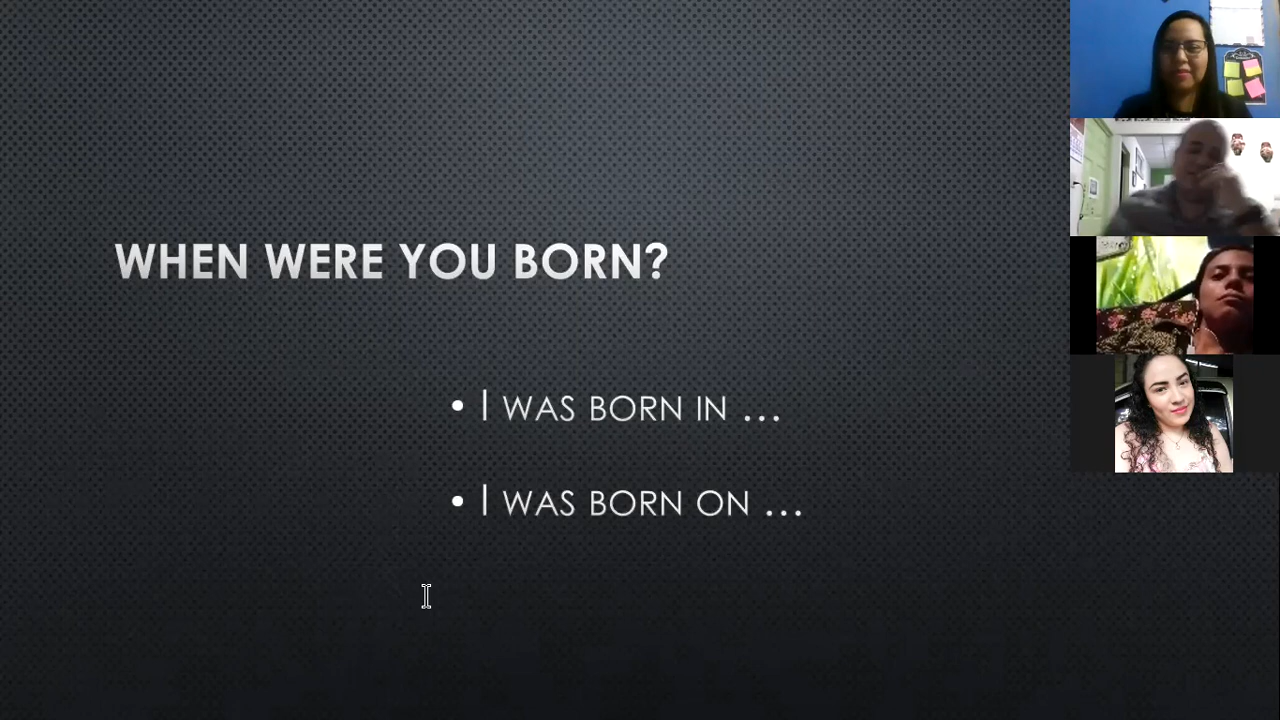 WHEN WERE YOU BORN?
• I WAS BORN IN ...
• I WAS BORN ON ...